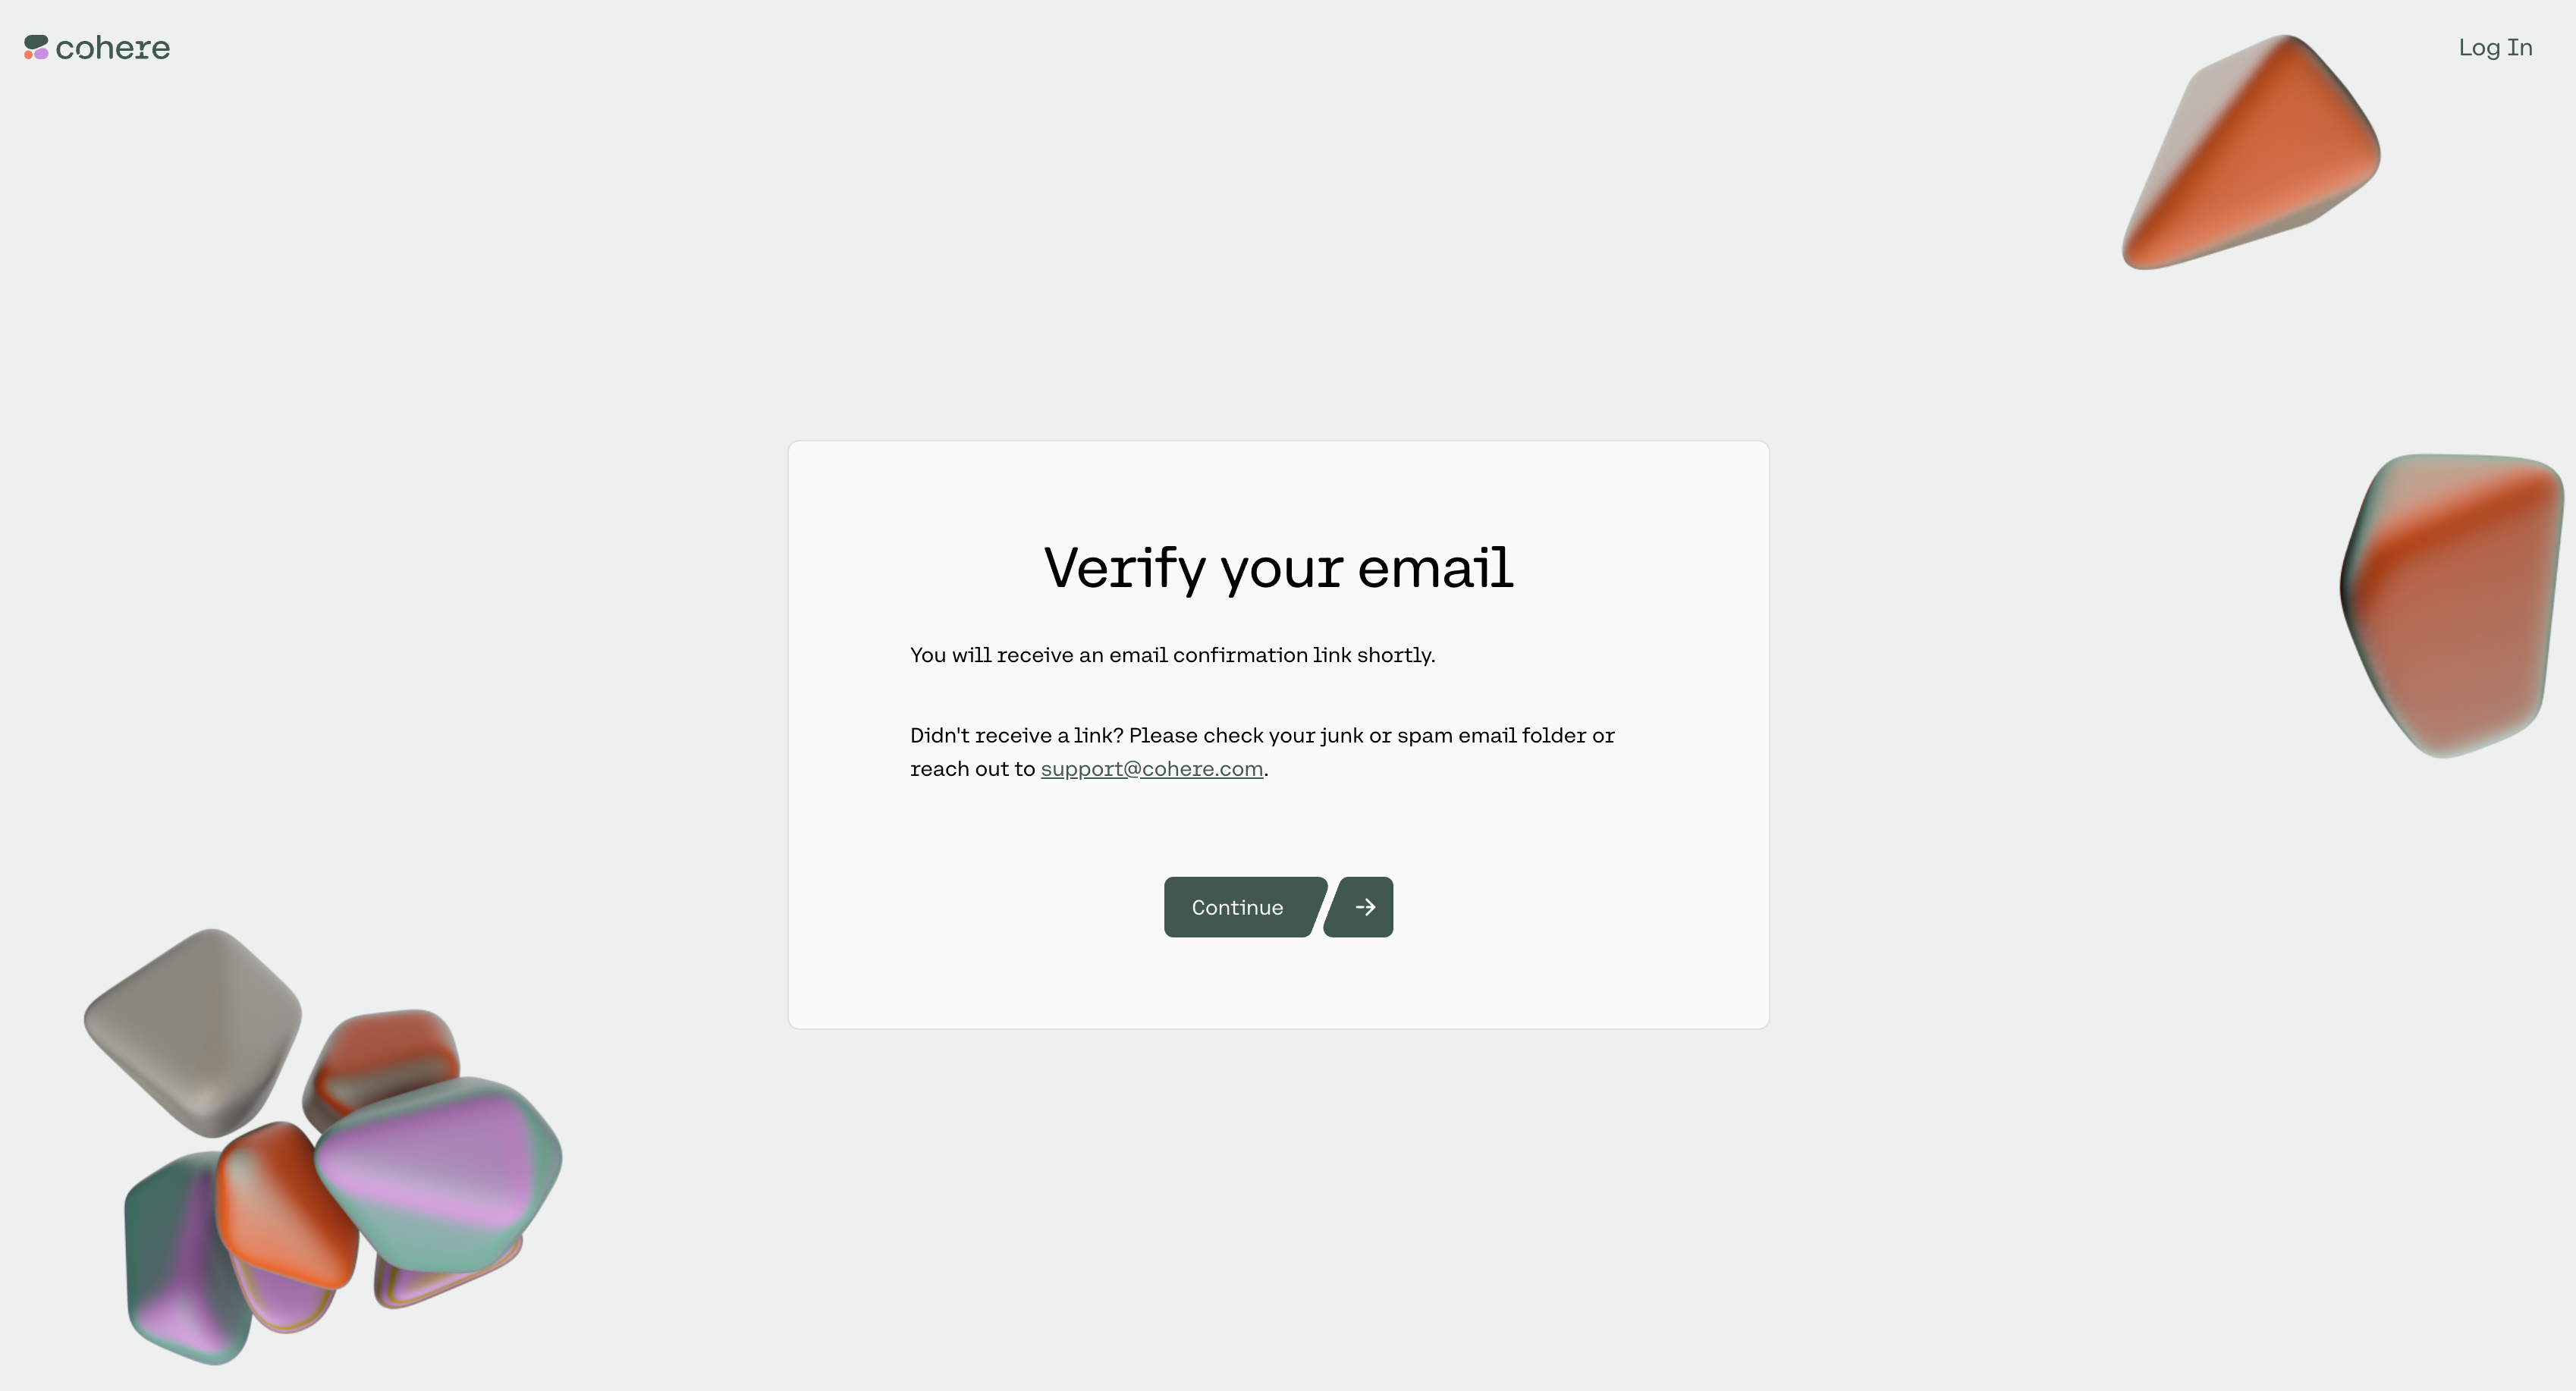 cohere
Log In
Verify your email
You will receive an email confirmation link shortly.
Didn't receive a link? Please check your junk or spam email folder or
reach out to support@cohere.com.
Continue